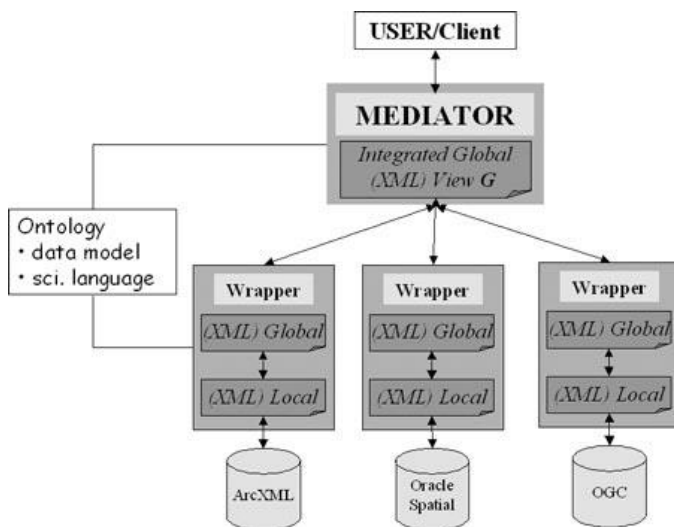 USER/Client
MEDIATOR
Integrated Global
(XML) View G
Ontology
• data model
• sci. language
Wrapper
(XML) Global
(XML) Local
ArcXML
Wrapper
(XML) Global
(XML) Local
Oracle
Spatial
Wrapper
(XML) Global
(XML) Local
OGC